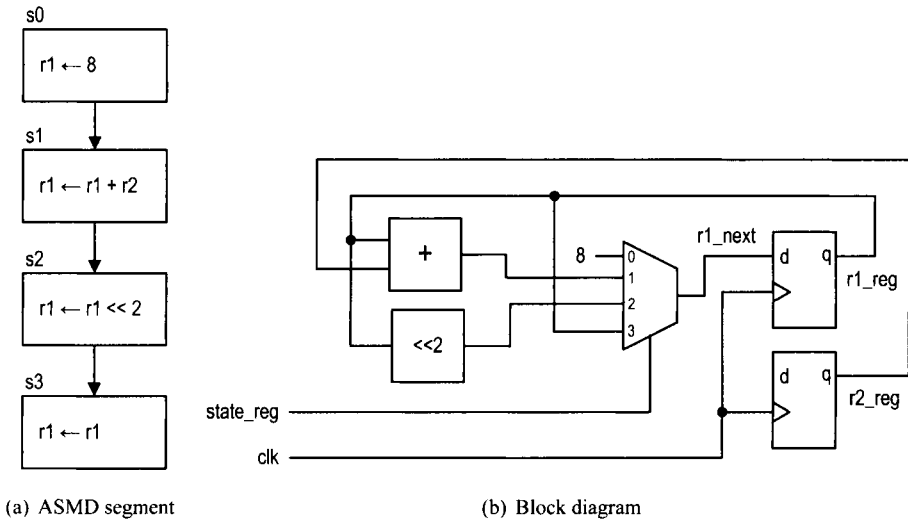 s0
r1 ← 8
s1
r1 ← r1 + r2
s2
r1 ← r1 << 2
s3
r1 ← r1
(a) ASMD segment
+
<<2
8
0
1
2
3
r1_next
d q
r1_reg
d q
r2_reg
state_reg
clk
(b) Block diagram